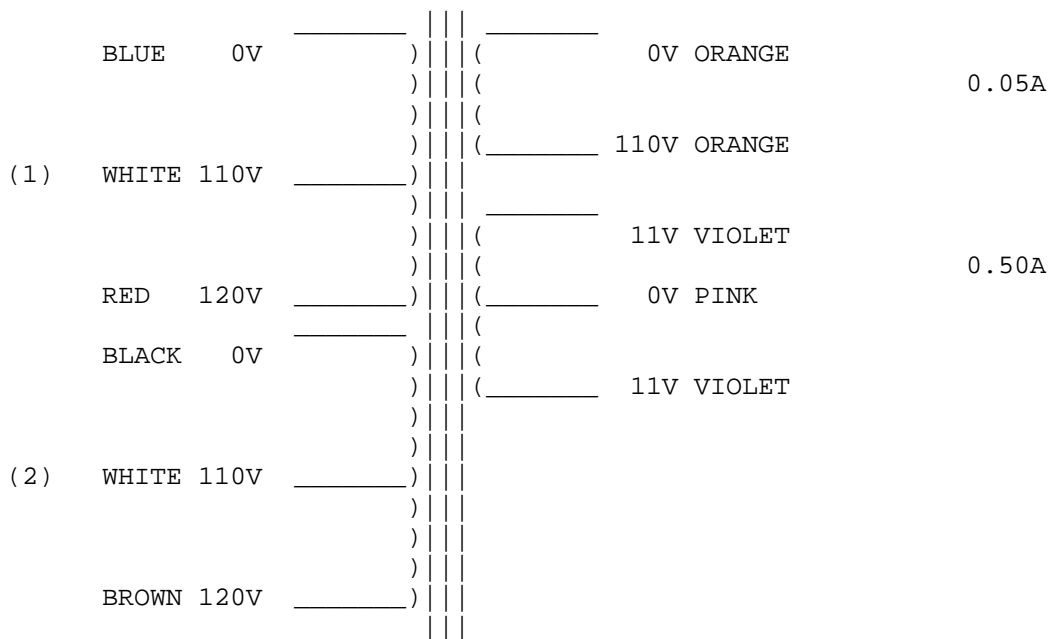 BLUE 0V 0V ORANGE
0.05A
110V ORANGE
(1) WHITE 110V
11V VIOLET
0.50A
RED 120V 0V PINK
BLACK 0V
11V VIOLET
(2) WHITE 110V
BROWN 120V